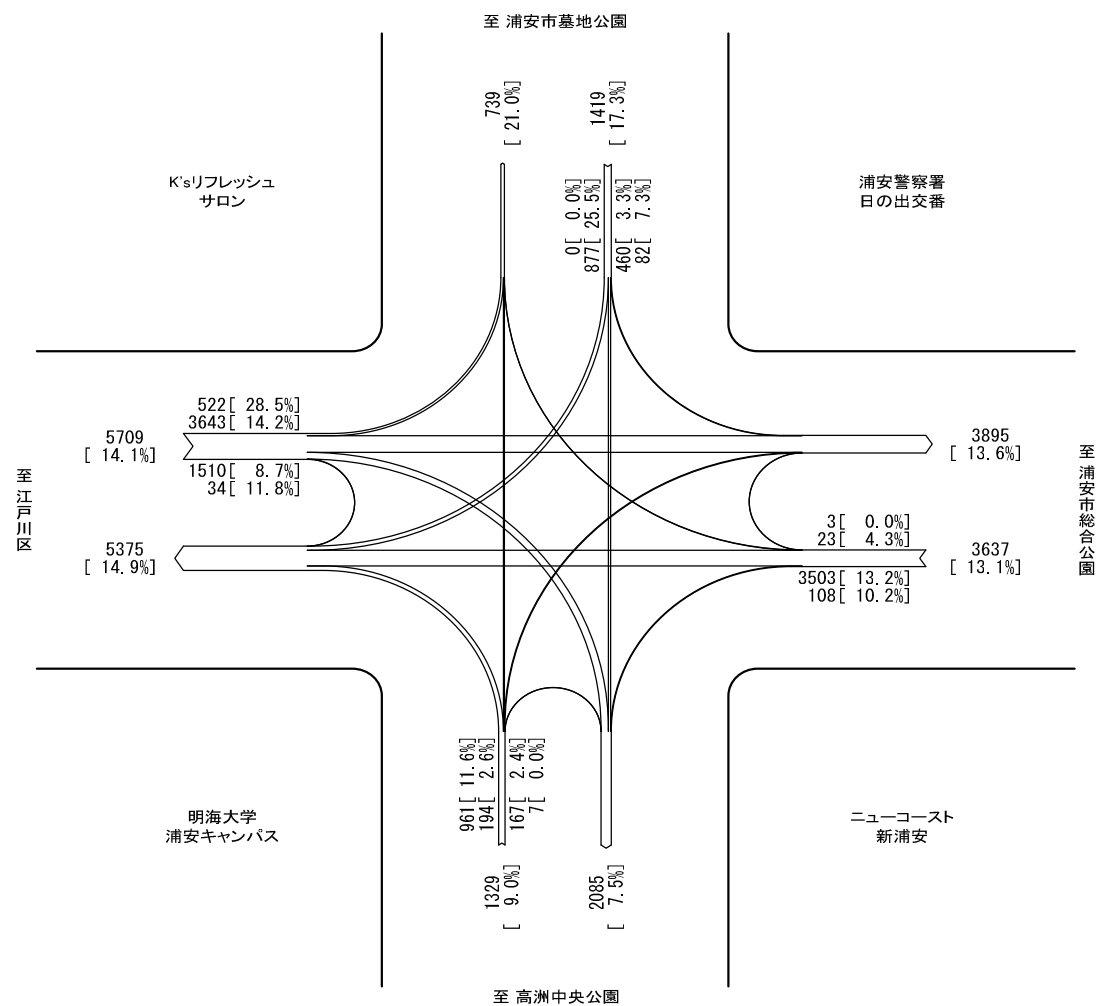 至 浦安市墓地公園
739
[ 21.0%]
1419
[ 17.3%]
K'sリフレッシュ
サロン
浦安警察署
日の出交番
0[ 0.0%]
877[ 25.5%]
460[ 3.3%]
82[ 7.3%]
522[ 28.5%]
3643[ 14.2%]
5709
[ 14.1%]
1510[ 8.7%]
34[ 11.8%]
3895
[ 13.6%]
至 江戸川区
至 浦安市総合公園
5375
[ 14.9%]
3[ 0.0%]
23[ 4.3%]
3637
[ 13.1%]
3503[ 13.2%]
108[ 10.2%]
961[ 11.6%]
194[ 2.6%]
167[ 2.4%]
7[ 0.0%]
明海大学
浦安キャンパス
ニューコースト
新浦安
1329
[ 9.0%]
2085
[ 7.5%]
至 高洲中央公園